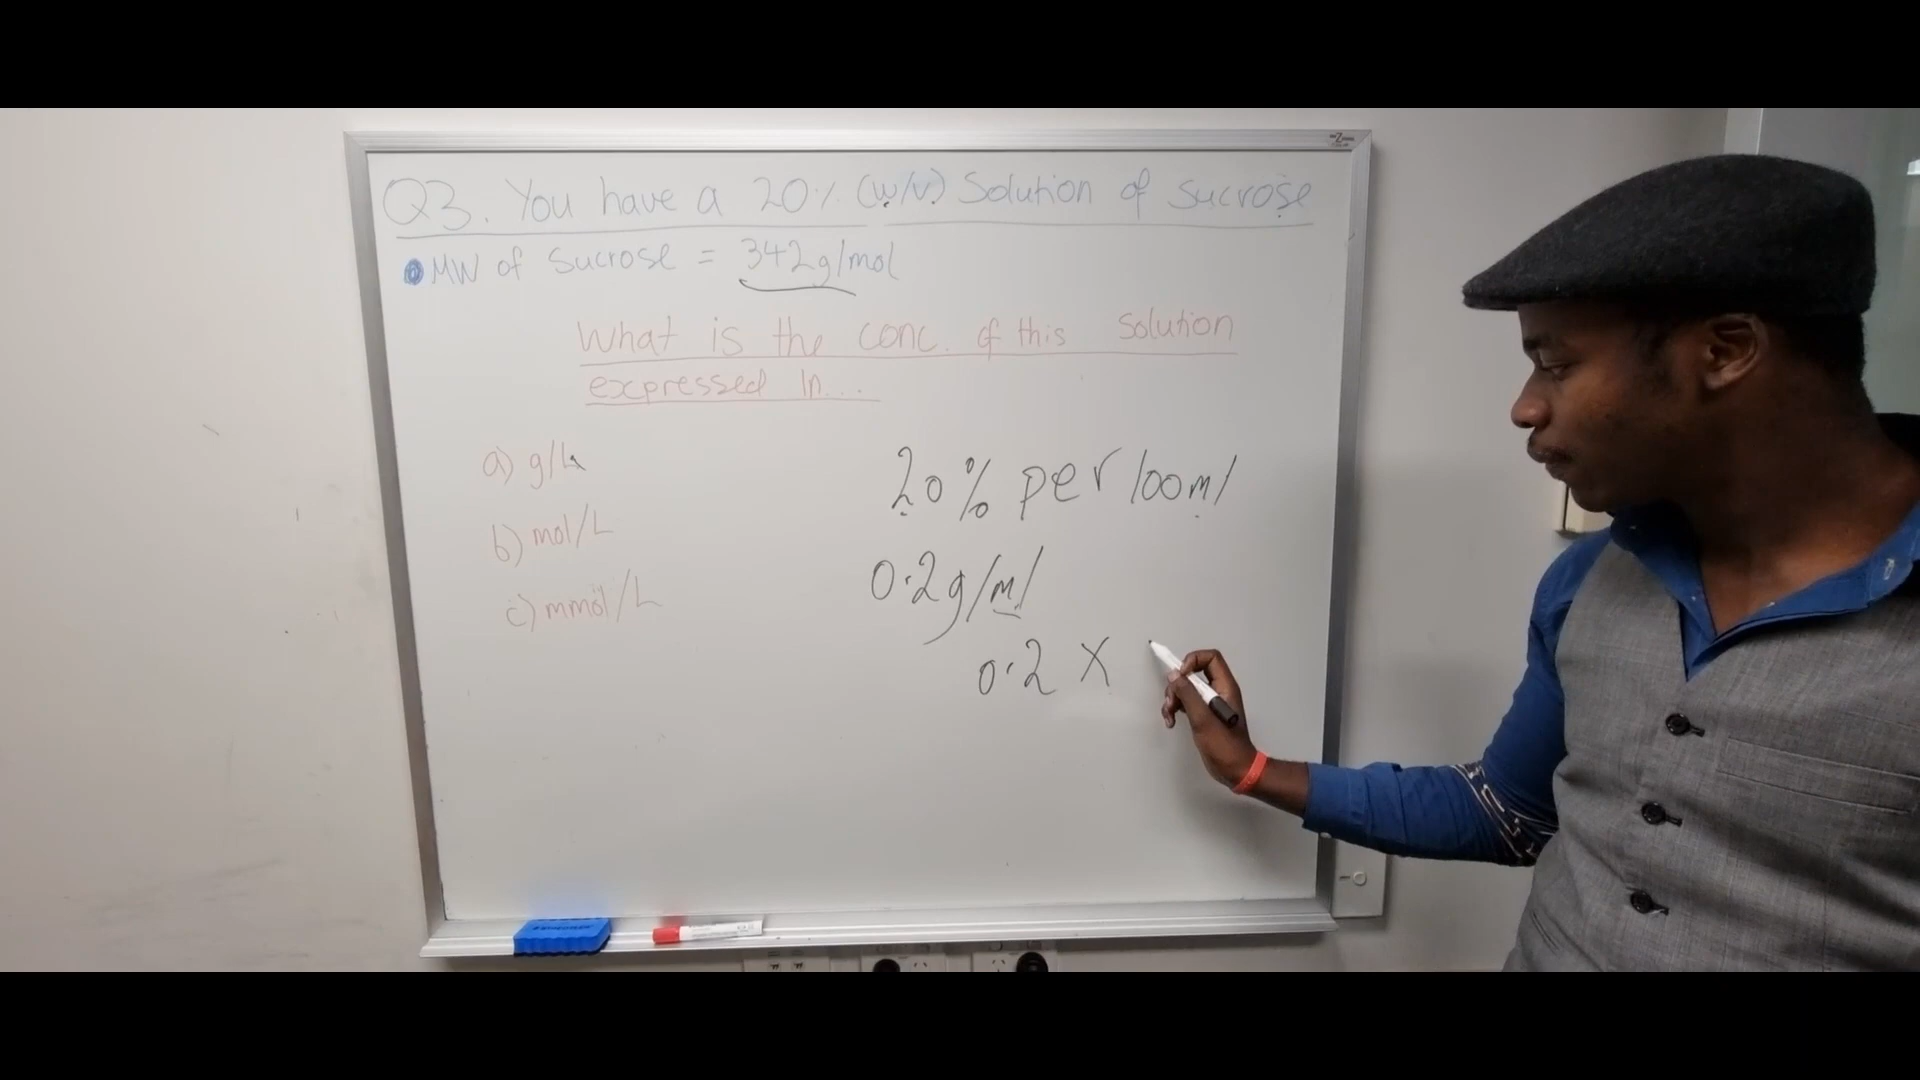 Q3. You have a 20% (w/v) Solution of Sucrose
MW of Sucrose = 342g/mol
What is the conc. of this Solution
expressed In...
a) g/L
b) mol/L
c) mmol/L
20% per 100ml
0.2g/ml
0.2 X